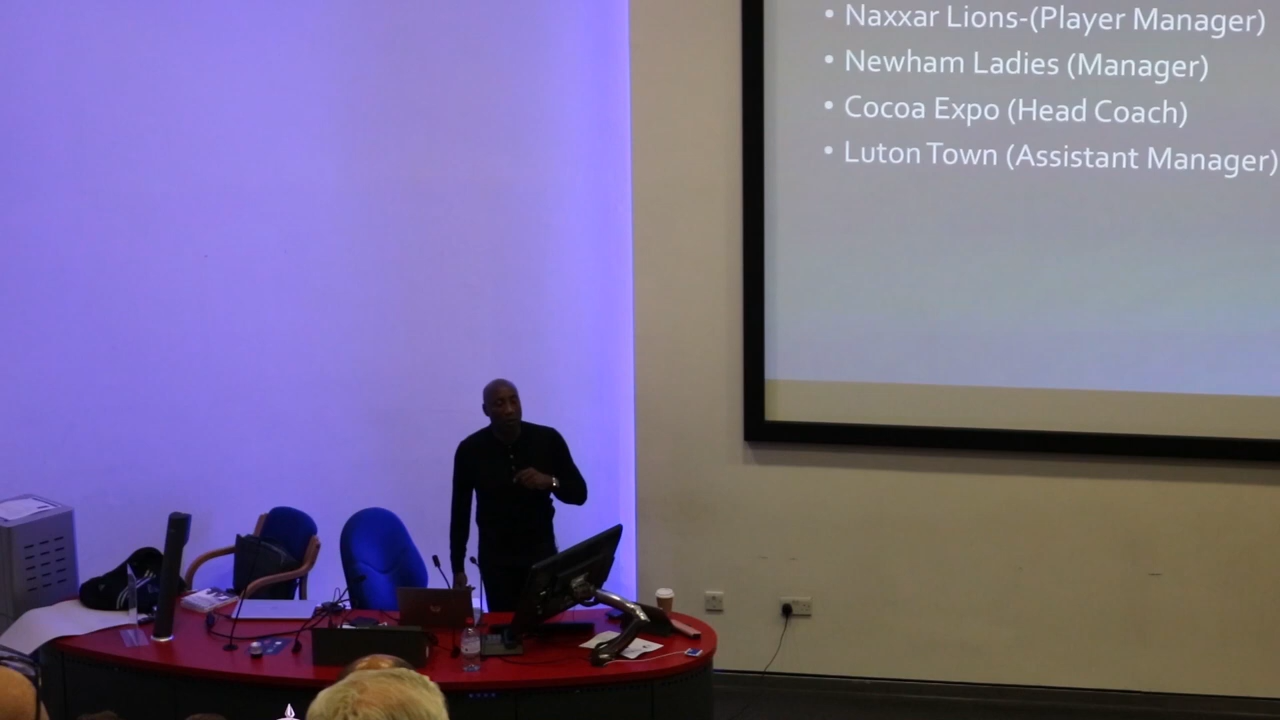 • Naxxar Lions-(Player Manager)
• Newham Ladies (Manager)
• Cocoa Expo (Head Coach)
• Luton Town (Assistant Manager)